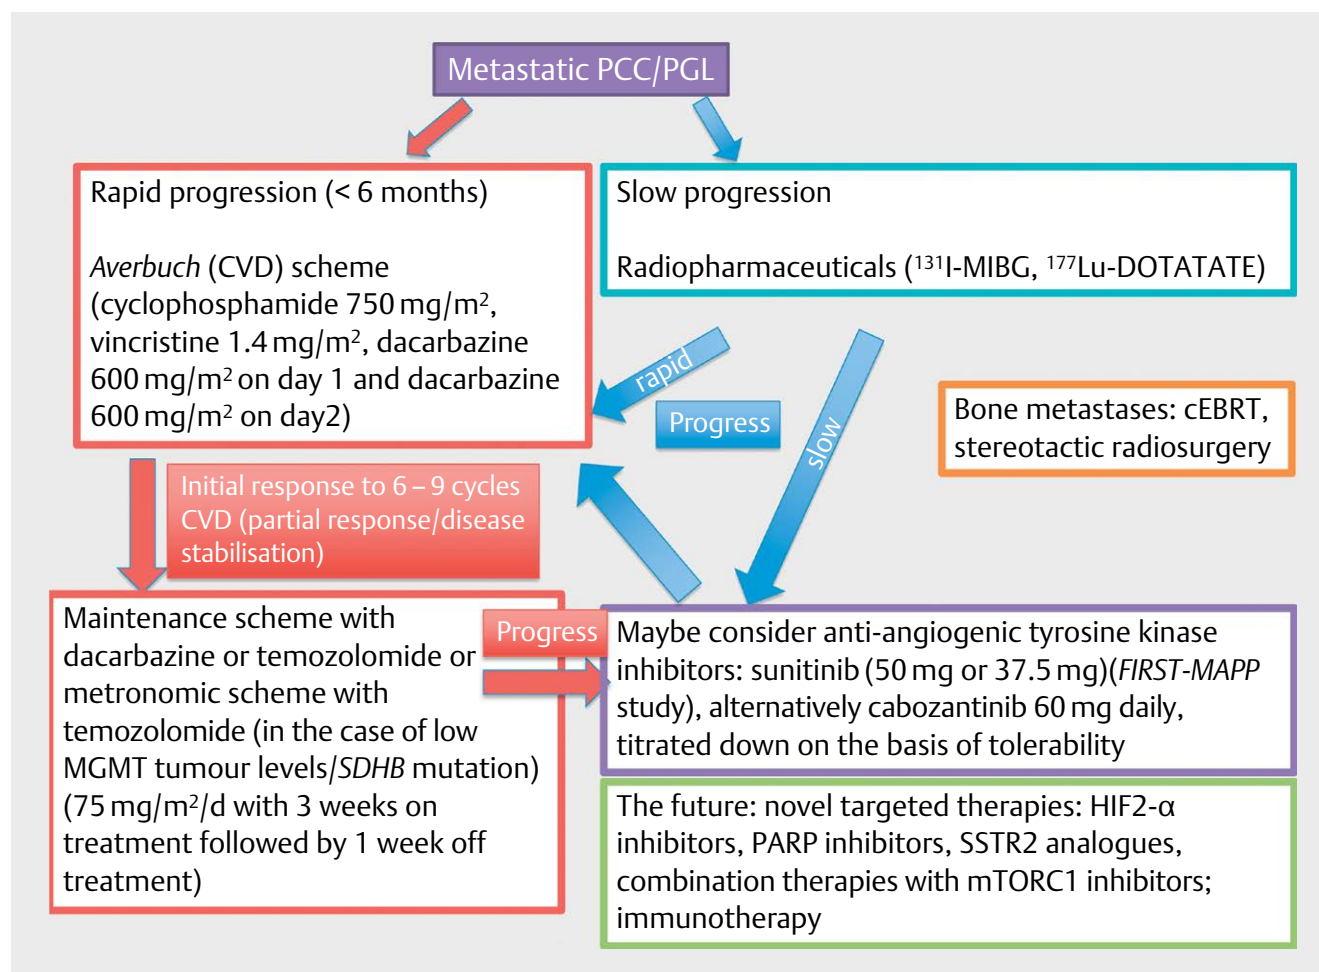 Metastatic PCC/PGL
Rapid progression (< 6 months)
Averbuch (CVD) scheme
(cyclophosphamide 750 mg/m²,
vincristine 1.4 mg/m², dacarbazine
600 mg/m² on day 1 and dacarbazine
600 mg/m² on day2)
Slow progression
Radiopharmaceuticals (¹³¹I-MIBG, ¹⁷⁷Lu-DOTATATE)
rapid
Progress
slow
Bone metastases: cEBRT,
stereotactic radiosurgery
Initial response to 6 – 9 cycles
CVD (partial response/disease
stabilisation)
Maintenance scheme with
dacarbazine or temozolomide or
metronomic scheme with
temozolomide (in the case of low
MGMT tumour levels/SDHB mutation)
(75 mg/m²/d with 3 weeks on
treatment followed by 1 week off
treatment)
Progress
Maybe consider anti-angiogenic tyrosine kinase
inhibitors: sunitinib (50 mg or 37.5 mg)(FIRST-MAPP
study), alternatively cabozantinib 60 mg daily,
titrated down on the basis of tolerability
The future: novel targeted therapies: HIF2-α
inhibitors, PARP inhibitors, SSTR2 analogues,
combination therapies with mTORC1 inhibitors;
immunotherapy